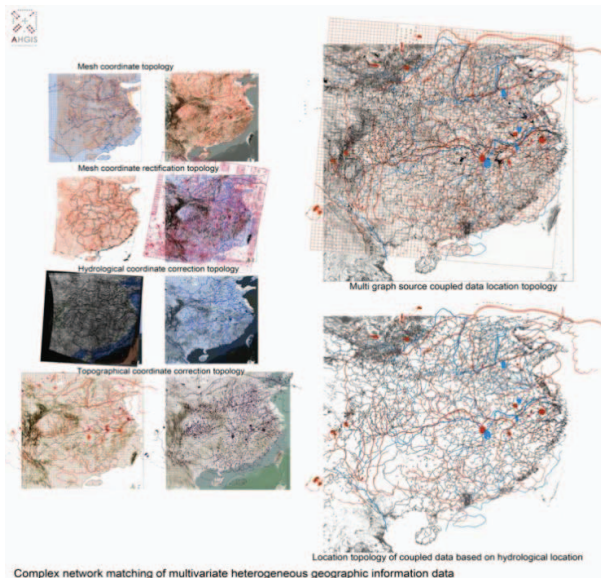 AHGIS
Mesh coordinate topology
Mesh coordinate rectification topology
Hydrological coordinate correction topology
Topographical coordinate correction topology
Multi graph source coupled data location topology
Location topology of coupled data based on hydrological location
Complex network matching of multivariate heterogeneous geographic information data